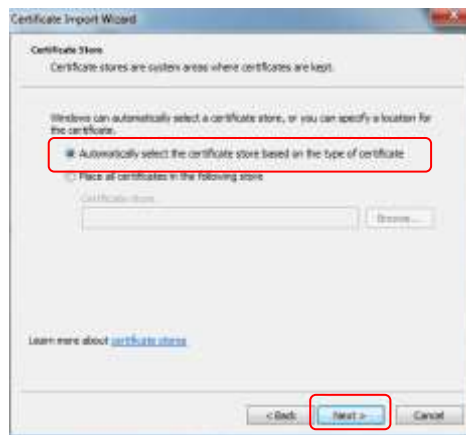 Certificate Import Wizard
Certificate Store
Certificate stores are system areas where certificates are kept.
Windows can automatically select a certificate store, or you can specify a location for
the certificate.
Automatically select the certificate store based on the type of certificate
Place all certificates in the following store
Certificate store:
Browse...
Learn more about certificate stores
< Back
Next >
Cancel